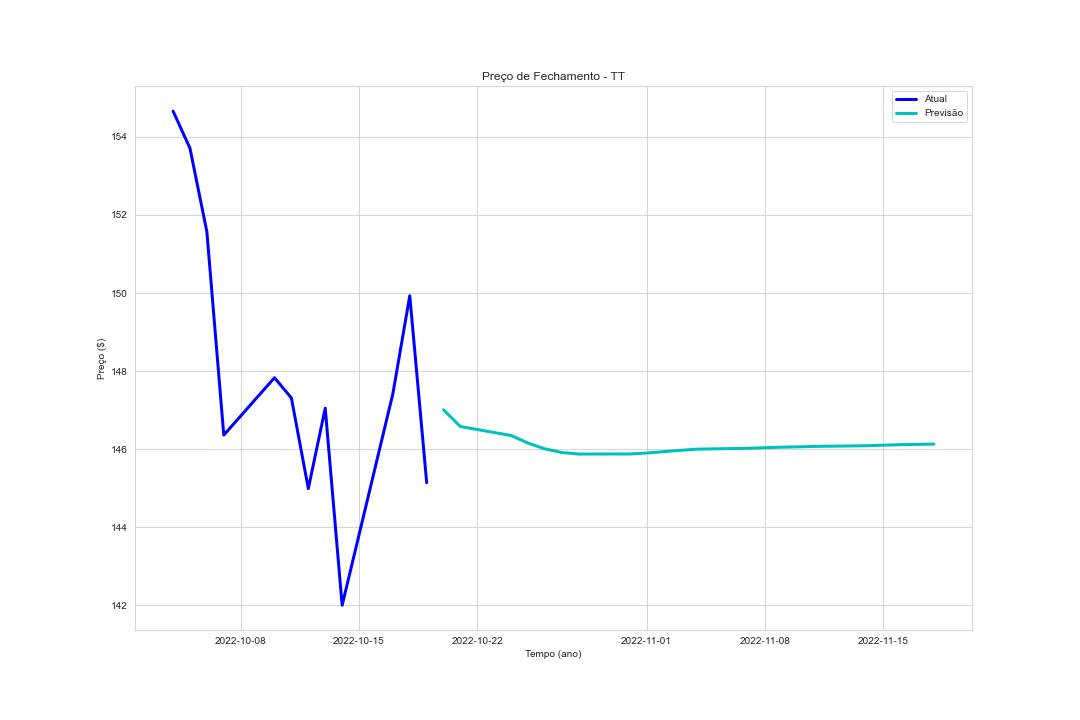 Preço de Fechamento - TT
Atual
Previsão
154
152
150
148
146
144
142
Preço ($)
2022-10-08
2022-10-15
2022-10-22
2022-11-01
2022-11-08
2022-11-15
Tempo (ano)